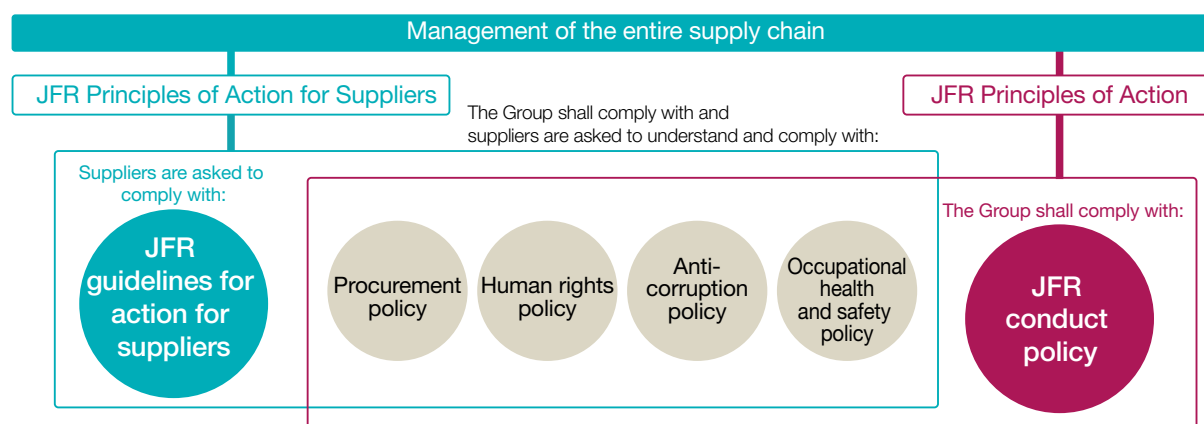 Management of the entire supply chain
JFR Principles of Action for Suppliers
JFR Principles of Action
The Group shall comply with and
suppliers are asked to understand and comply with:
Suppliers are asked to
comply with:
JFR
guidelines for
action for
suppliers
Procurement
policy
Human rights
policy
Anti-
corruption
policy
Occupational
health
and safety
policy
The Group shall comply with:
JFR
conduct
policy